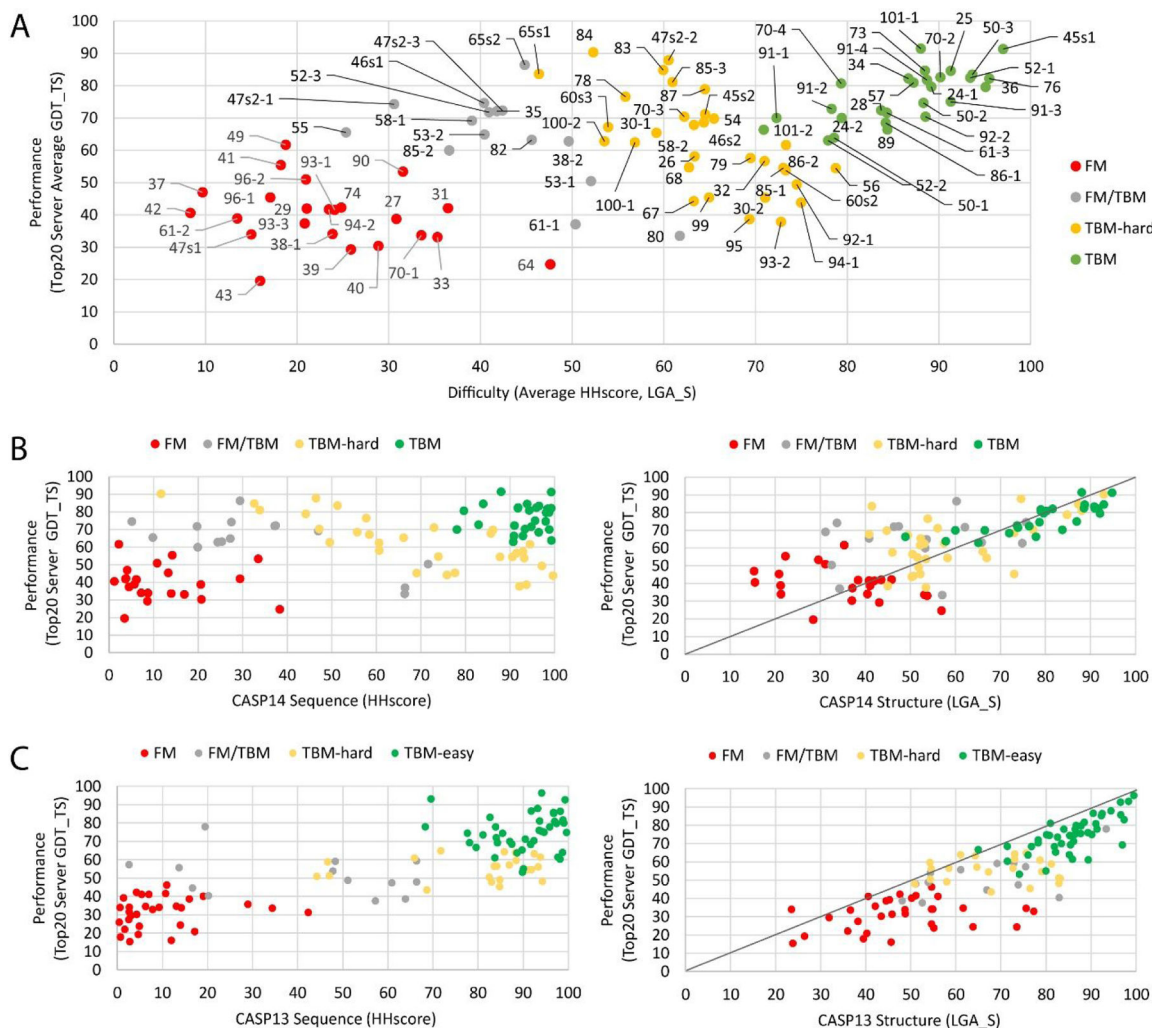 A
Performance
(Top20 Server Average GDT_TS)
100
90
80
70
60
50
40
30
20
10
0
0 10 20 30 40 50 60 70 80 90 100
Difficulty (Average HHscore, LGA_S)
FM
FM/TBM
TBM-hard
TBM
65s2 65s1 84 47s2-2 70-4 101-1 73 70-2 25 50-3 45s1
47s2-3 83 91-1 91-4
46s1 85-3 34 52-1
52-3 78 87 91-2 57 24-1 36 76
47s2-1 35 60s3 70-3 45s2 28 91-3
58-1 30-1 54 50-2
55 53-2 100-2 101-2 24-2 92-2
49 85-2 82 58-2 46s2 89 61-3
41 93-1 90 38-2 26 79 86-2 86-1
37 96-2 53-1 68 56 52-2
96-1 74 31 100-1 32 85-1 60s2 50-1
42 29 27 61-1 67 30-2
61-2 93-3 94-2 99 92-1
47s1 38-1 80 95
39 70-1 64 93-2 94-1
43 40 33
B
FM FM/TBM TBM-hard TBM
Performance
(Top20 Server GDT_TS)
100
90
80
70
60
50
40
30
20
10
0
0 10 20 30 40 50 60 70 80 90 100
CASP14 Sequence (HHscore)
FM FM/TBM TBM-hard TBM
Performance
(Top20 Server GDT_TS)
100
90
80
70
60
50
40
30
20
10
0
0 10 20 30 40 50 60 70 80 90 100
CASP14 Structure (LGA_S)
C
FM FM/TBM TBM-hard TBM-easy
Performance
(Top20 Server GDT_TS)
100
90
80
70
60
50
40
30
20
10
0
0 10 20 30 40 50 60 70 80 90 100
CASP13 Sequence (HHscore)
FM FM/TBM TBM-hard TBM-easy
Performance
(Top20 Server GDT_TS)
100
90
80
70
60
50
40
30
20
10
0
0 10 20 30 40 50 60 70 80 90 100
CASP13 Structure (LGA_S)